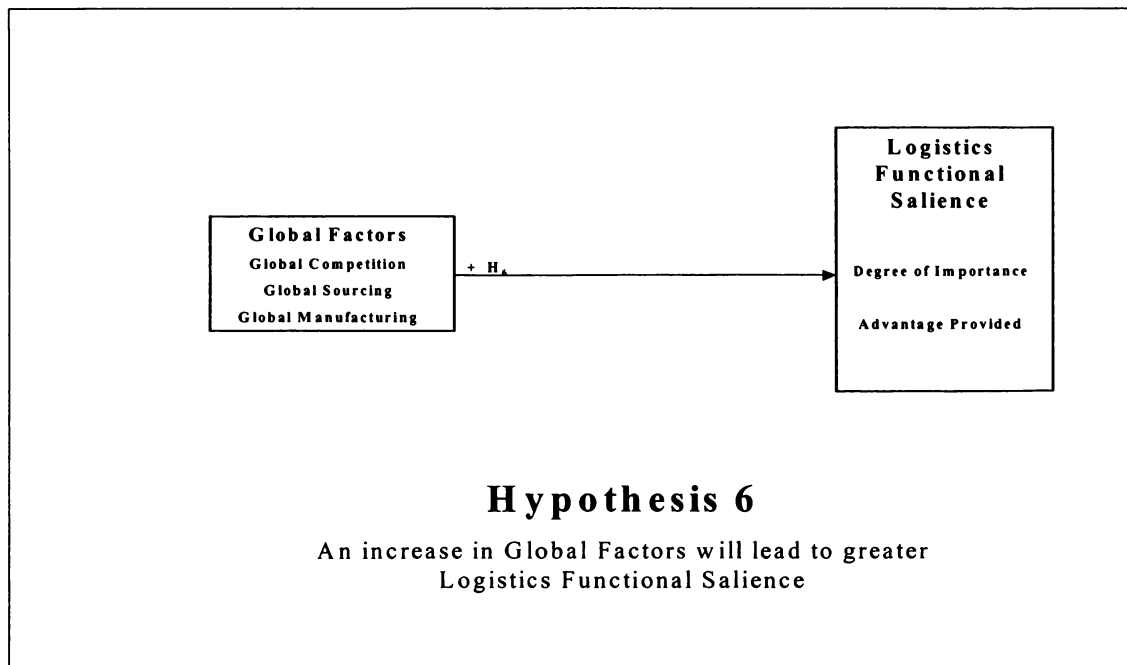 Logistics
Functional
Salience
Global Factors
Global Competition
Global Sourcing
Global Manufacturing
+ H₆
Degree of Importance
Advantage Provided
Hypothesis 6
An increase in Global Factors will lead to greater
Logistics Functional Salience